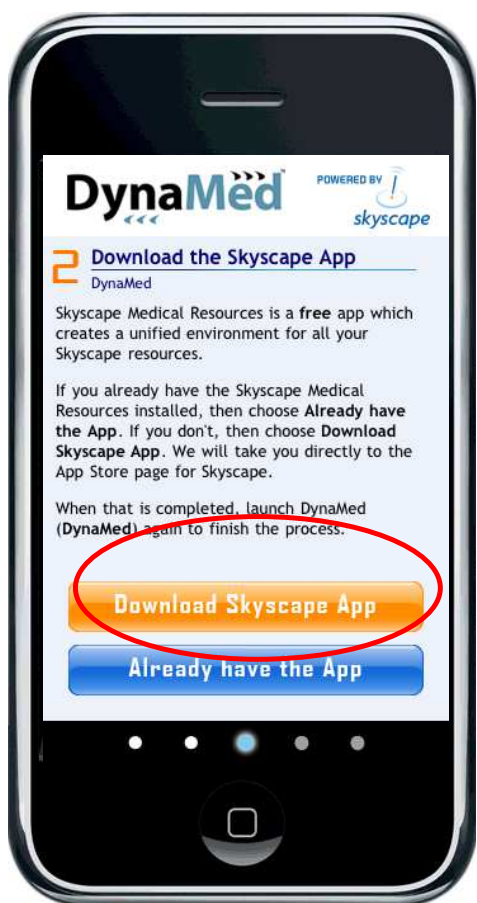 DynaMed
POWERED BY
skyscape
2 Download the Skyscape App
DynaMed
Skyscape Medical Resources is a free app which
creates a unified environment for all your
Skyscape resources.
If you already have the Skyscape Medical
Resources installed, then choose Already have
the App. If you don't, then choose Download
Skyscape App. We will take you directly to the
App Store page for Skyscape.
When that is completed, launch DynaMed
(DynaMed) again to finish the process.
Download Skyscape App
Already have the App